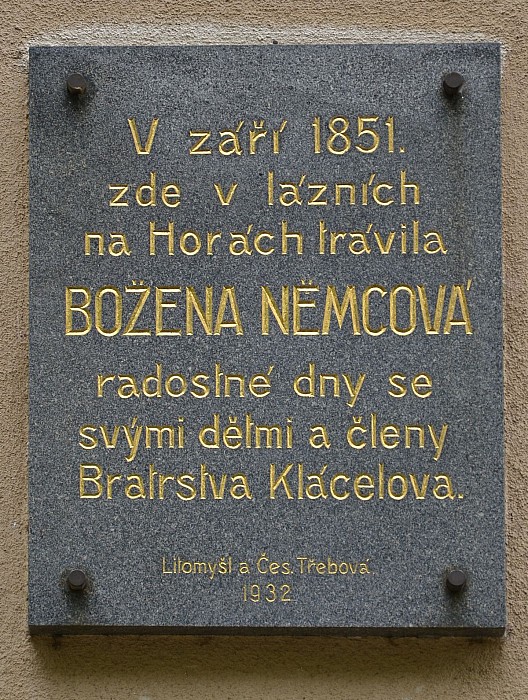 V září 1851.
zde v lázních
na Horách trávila
BOŽENA NĚMCOVÁ
radostné dny se
svými dětmi a členy
Bratrstva Klácelova.
Litomyšl a Čes. Třebová.
1932